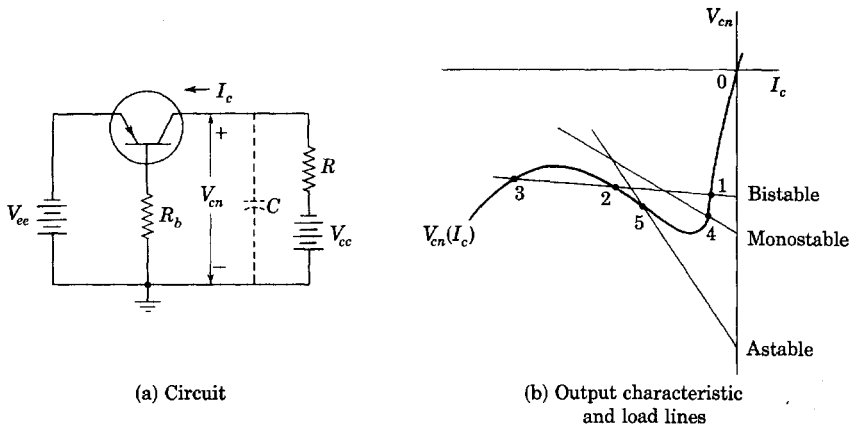 I_c
+
R
V_ee
R_b
V_cn
C
V_cc
−
(a) Circuit
V_cn
0
I_c
1
Bistable
3
2
5
4
V_cn(I_c)
Monostable
Astable
(b) Output characteristic
and load lines